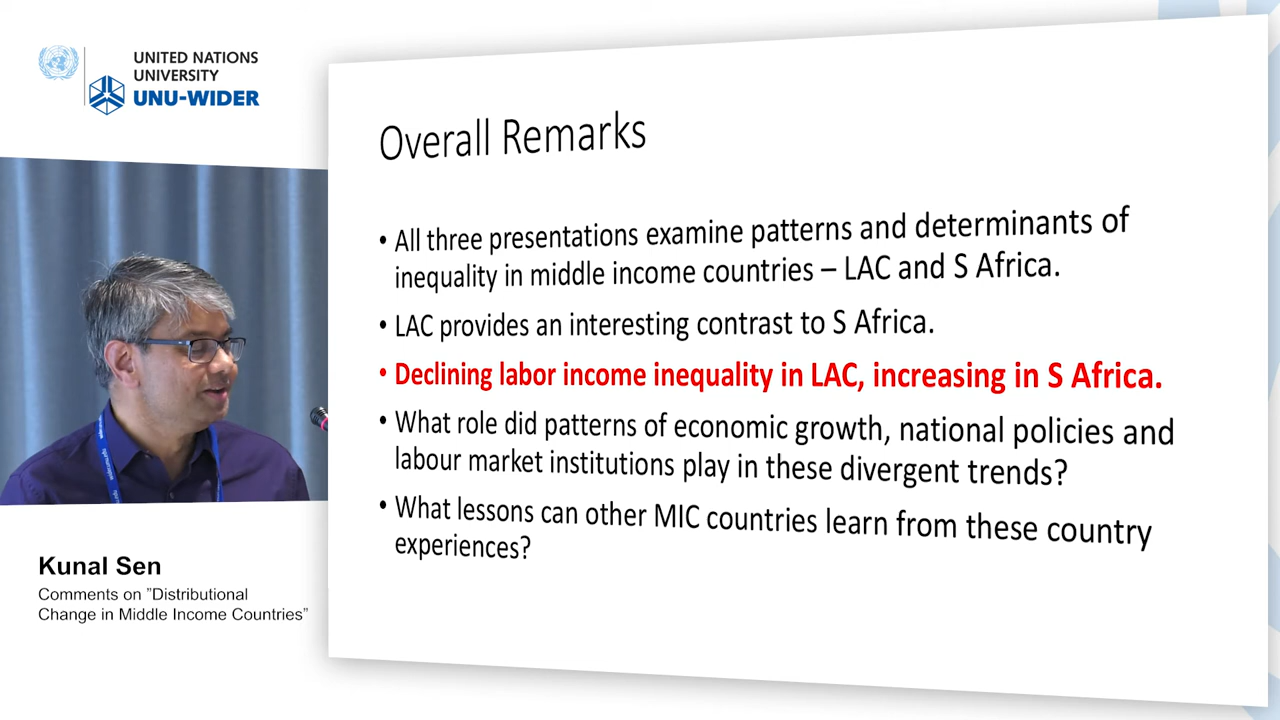 UNITED NATIONS
UNIVERSITY
UNU-WIDER
Overall Remarks
• All three presentations examine patterns and determinants of
inequality in middle income countries – LAC and S Africa.
• LAC provides an interesting contrast to S Africa.
• Declining labor income inequality in LAC, increasing in S Africa.
• What role did patterns of economic growth, national policies and
labour market institutions play in these divergent trends?
• What lessons can other MIC countries learn from these country
experiences?
Kunal Sen
Comments on ”Distributional
Change in Middle Income Countries”